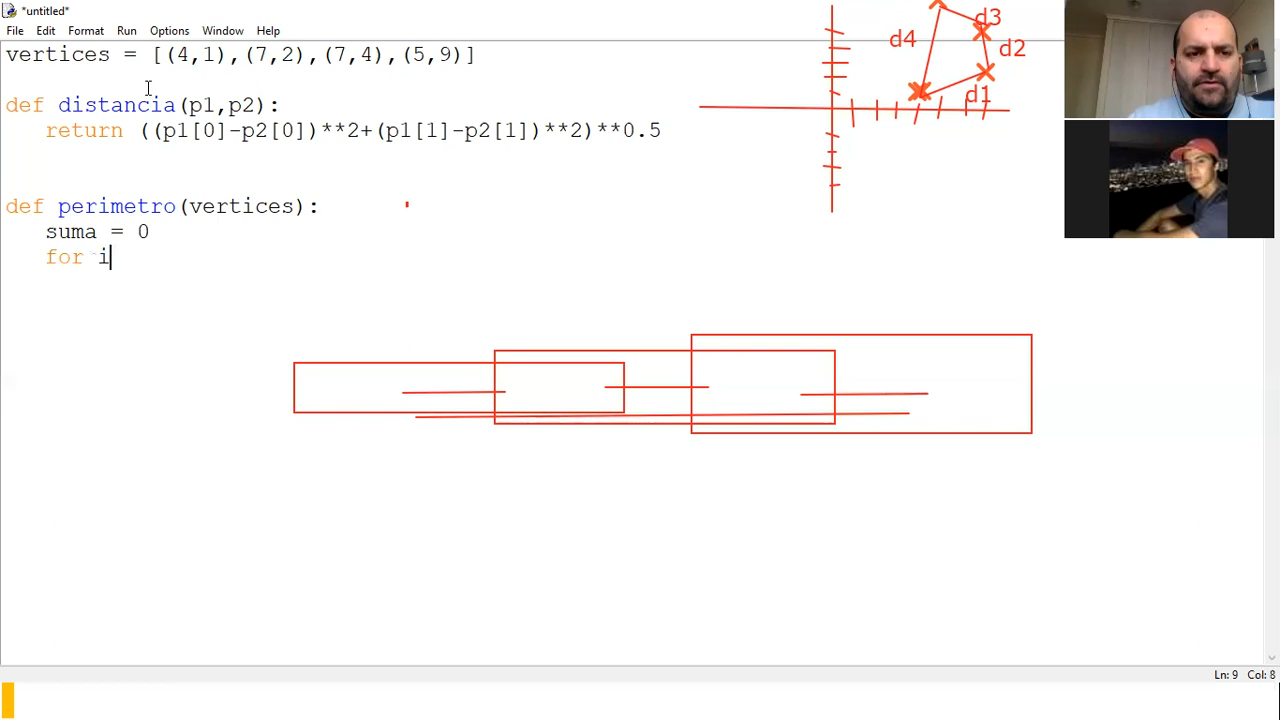 *untitled*
File Edit Format Run Options Window Help
vertices = [(4,1),(7,2),(7,4),(5,9)]
def distancia(p1,p2):
return ((p1[0]-p2[0])**2+(p1[1]-p2[1])**2)**0.5
def perimetro(vertices):
suma = 0
for i
d3
d4
d2
d1
Ln: 9 Col: 8